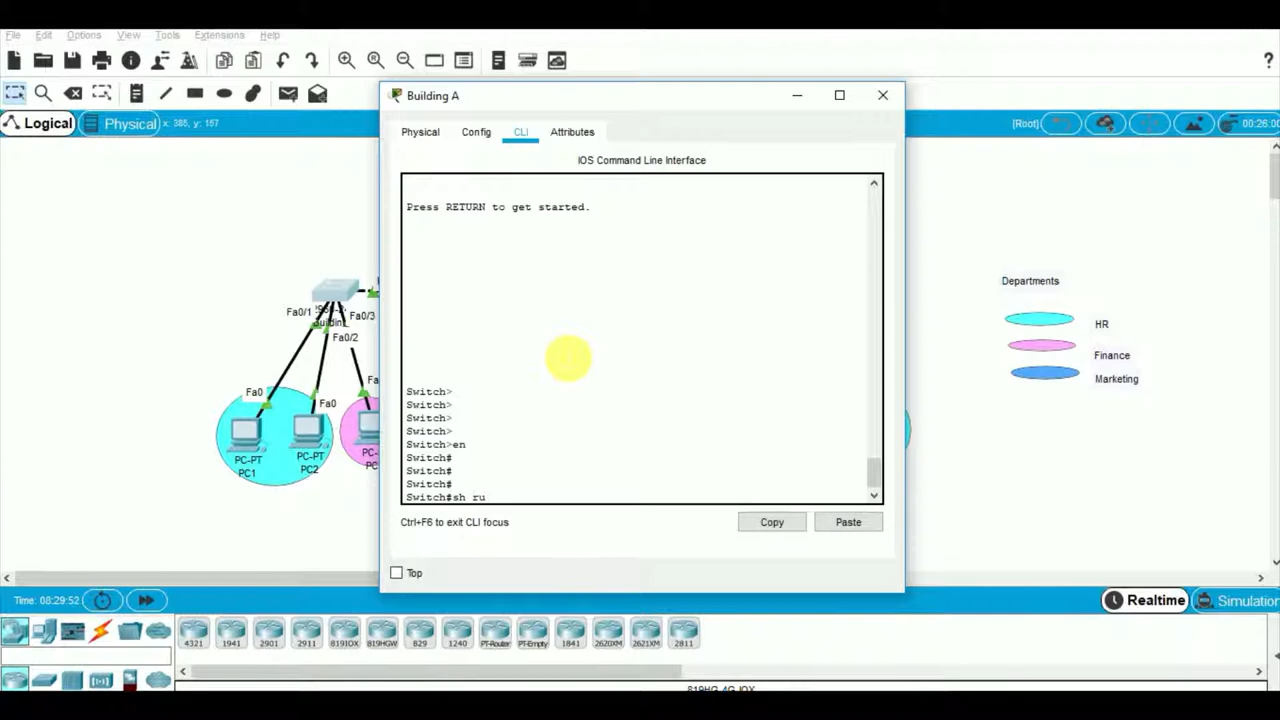 File Edit Options View Tools Extensions Help
?
Logical Physical x: 385, y: 157 [Root] 00:26:00
Building A
Physical Config CLI Attributes
IOS Command Line Interface
Press RETURN to get started.
Switch>
Switch>
Switch>
Switch>
Switch>en
Switch#
Switch#
Switch#
Switch#sh ru
Ctrl+F6 to exit CLI focus
Copy Paste
Top
Fa0/1
Fa0/3
Fa0/2
Fa0
Fa0
PC-PT
PC1
PC-PT
PC2
Departments
HR
Finance
Marketing
Time: 08:29:52 Realtime Simulation
4321 1941 2901 2911 819IOX 819HGW 829 1240 PT-Router PT-Empty 1841 2620XM 2621XM 2811
819HG-4G-IOX